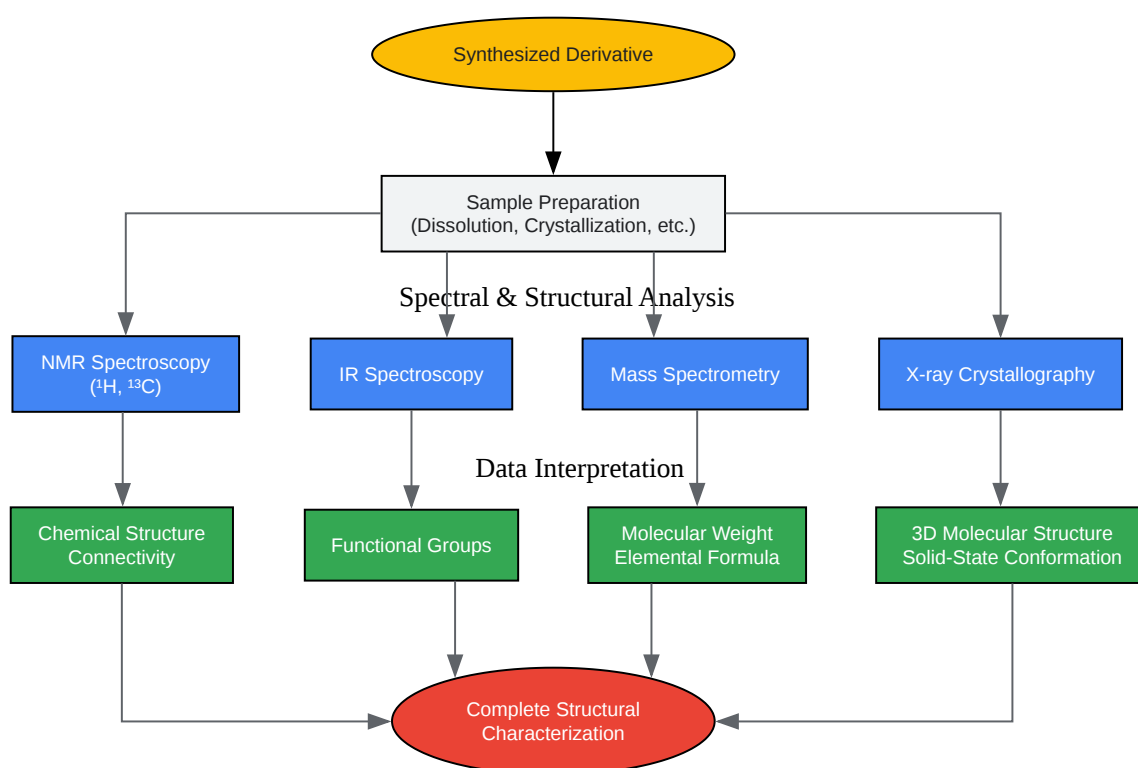 Synthesized Derivative
Sample Preparation
(Dissolution, Crystallization, etc.)
Spectral & Structural Analysis
NMR Spectroscopy
(¹H, ¹³C)
IR Spectroscopy
Mass Spectrometry
X-ray Crystallography
Data Interpretation
Chemical Structure
Connectivity
Functional Groups
Molecular Weight
Elemental Formula
3D Molecular Structure
Solid-State Conformation
Complete Structural
Characterization